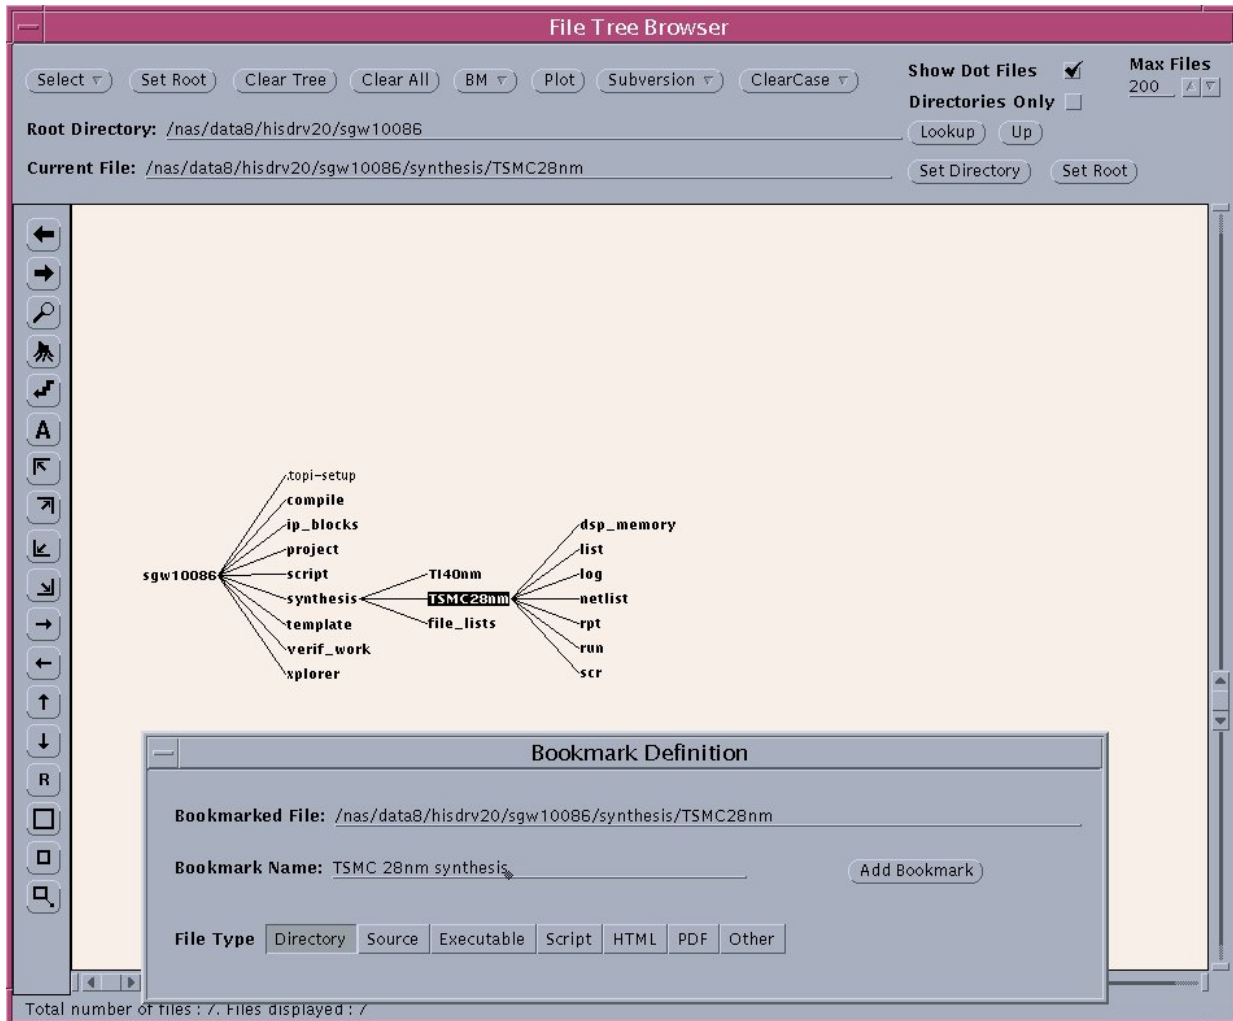 File Tree Browser
Select Set Root Clear Tree Clear All BM Plot Subversion ClearCase Show Dot Files Max Files
200
Directories Only
Root Directory: /nas/data8/hisdrv20/sgw10086 Lookup Up
Current File: /nas/data8/hisdrv20/sgw10086/synthesis/TSMC28nm Set Directory Set Root
A
R
.topi-setup
compile
ip_blocks dsp_memory
project list
sgw10086 script TI40nm log
synthesis TSMC28nm netlist
template file_lists rpt
verif_work run
xplorer scr
Bookmark Definition
Bookmarked File: /nas/data8/hisdrv20/sgw10086/synthesis/TSMC28nm
Bookmark Name: TSMC 28nm synthesis Add Bookmark
File Type Directory Source Executable Script HTML PDF Other
Total number of files : 7. Files displayed : 7